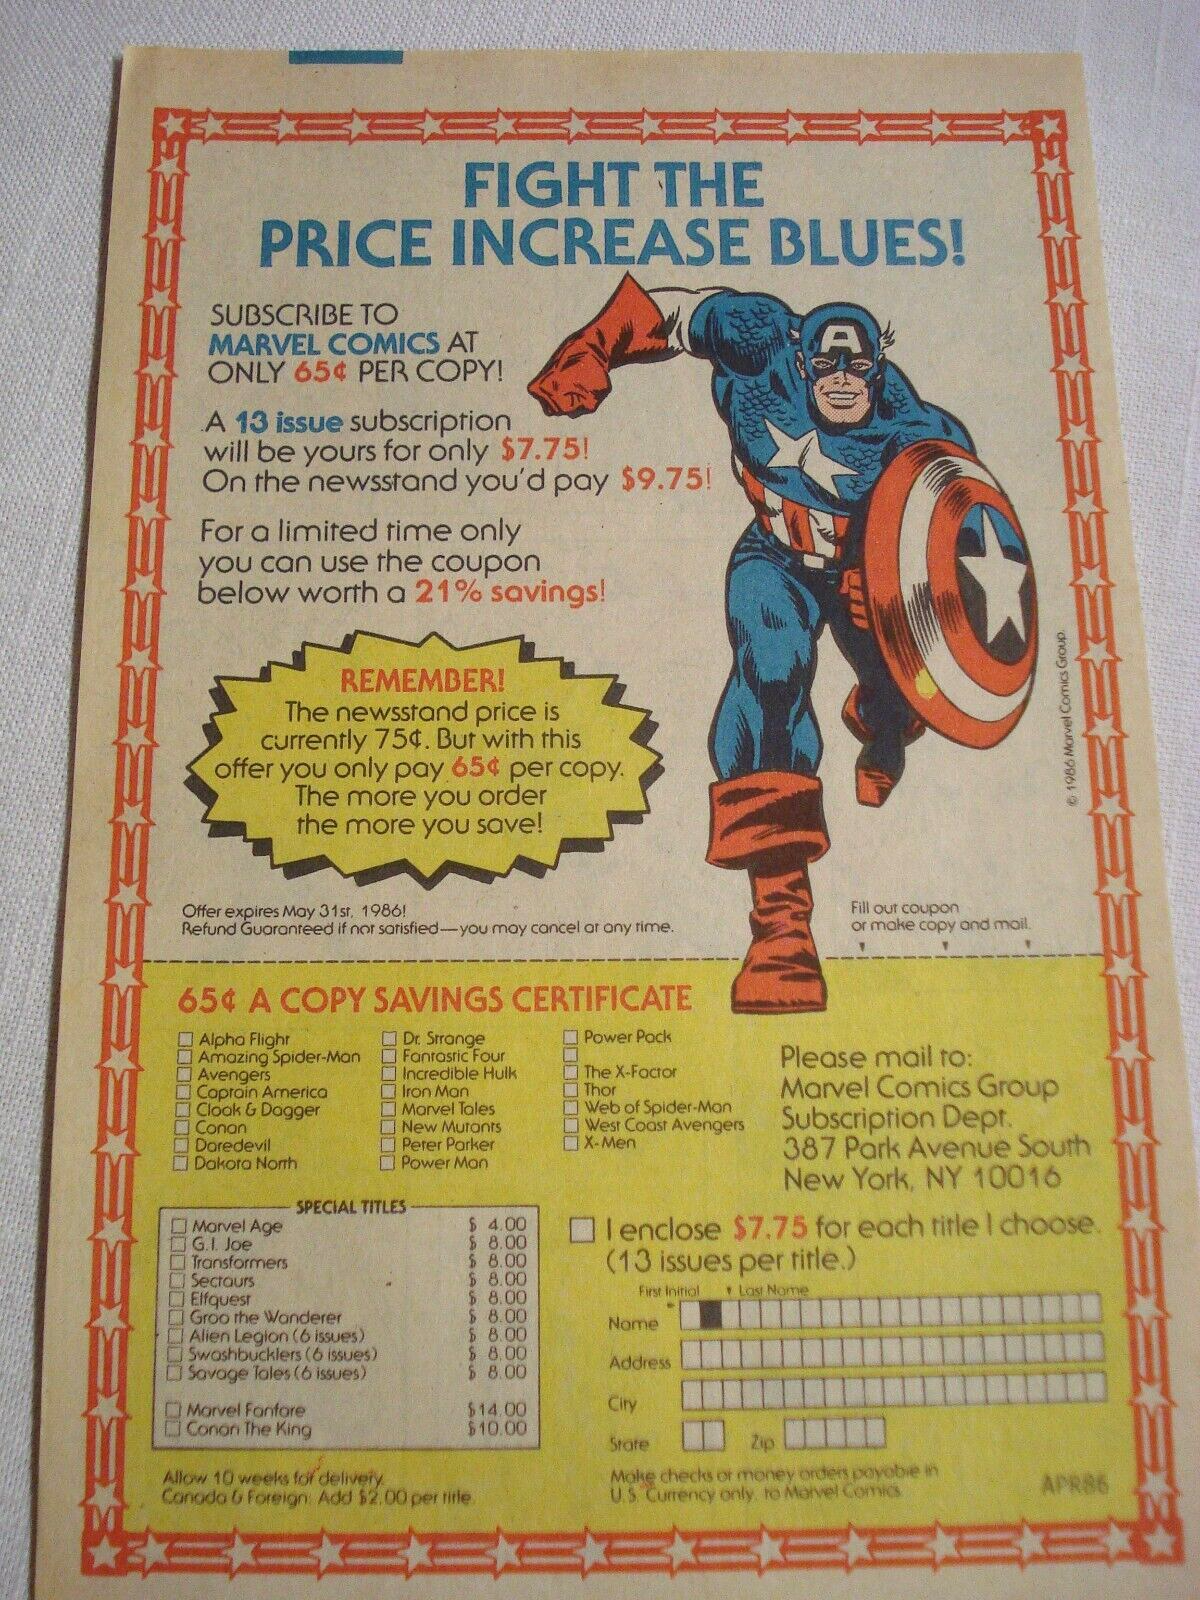 FIGHT THE
PRICE INCREASE BLUES!
SUBSCRIBE TO
MARVEL COMICS AT
ONLY 65¢ PER COPY!
A 13 issue subscription
will be yours for only $7.75!
On the newsstand you'd pay $9.75!
For a limited time only
you can use the coupon
below worth a 21% savings!
REMEMBER!
The newsstand price is
currently 75¢. But with this
offer you only pay 65¢ per copy.
The more you order
the more you save!
A
© 1986 Marvel Comics Group
Offer expires May 31st, 1986!
Refund Guaranteed if not satisfied—you may cancel at any time.
Fill out coupon
or make copy and mail.
65¢ A COPY SAVINGS CERTIFICATE
Alpha Flight
Amazing Spider-Man
Avengers
Captain America
Cloak & Dagger
Conan
Daredevil
Dakota North
Dr. Strange
Fantastic Four
Incredible Hulk
Iron Man
Marvel Tales
New Mutants
Peter Parker
Power Man
Power Pack
The X-Factor
Thor
Web of Spider-Man
West Coast Avengers
X-Men
Please mail to:
Marvel Comics Group
Subscription Dept.
387 Park Avenue South
New York, NY 10016
SPECIAL TITLES
Marvel Age $ 4.00
G.I. Joe $ 8.00
Transformers $ 8.00
Sectaurs $ 8.00
Elfquest $ 8.00
Groo the Wanderer $ 8.00
Alien Legion (6 issues) $ 8.00
Swashbucklers (6 issues) $ 8.00
Savage Tales (6 issues) $ 8.00
Marvel Fanfare $14.00
Conan The King $10.00
Allow 10 weeks for delivery.
Canada & Foreign: Add $2.00 per title.
I enclose $7.75 for each title I choose.
(13 issues per title.)
First Initial Last Name
Name
Address
City
State Zip
Make checks or money orders payable in
U.S. Currency only, to Marvel Comics.
APR86